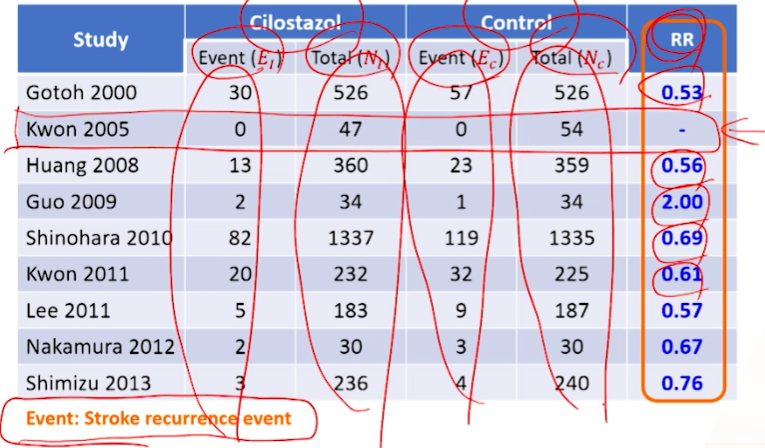 Study Cilostazol Control RR
Event (E_I) Total (N_I) Event (E_c) Total (N_c)
Gotoh 2000 30 526 57 526 0.53
Kwon 2005 0 47 0 54 -
Huang 2008 13 360 23 359 0.56
Guo 2009 2 34 1 34 2.00
Shinohara 2010 82 1337 119 1335 0.69
Kwon 2011 20 232 32 225 0.61
Lee 2011 5 183 9 187 0.57
Nakamura 2012 2 30 3 30 0.67
Shimizu 2013 3 236 4 240 0.76
Event: Stroke recurrence event